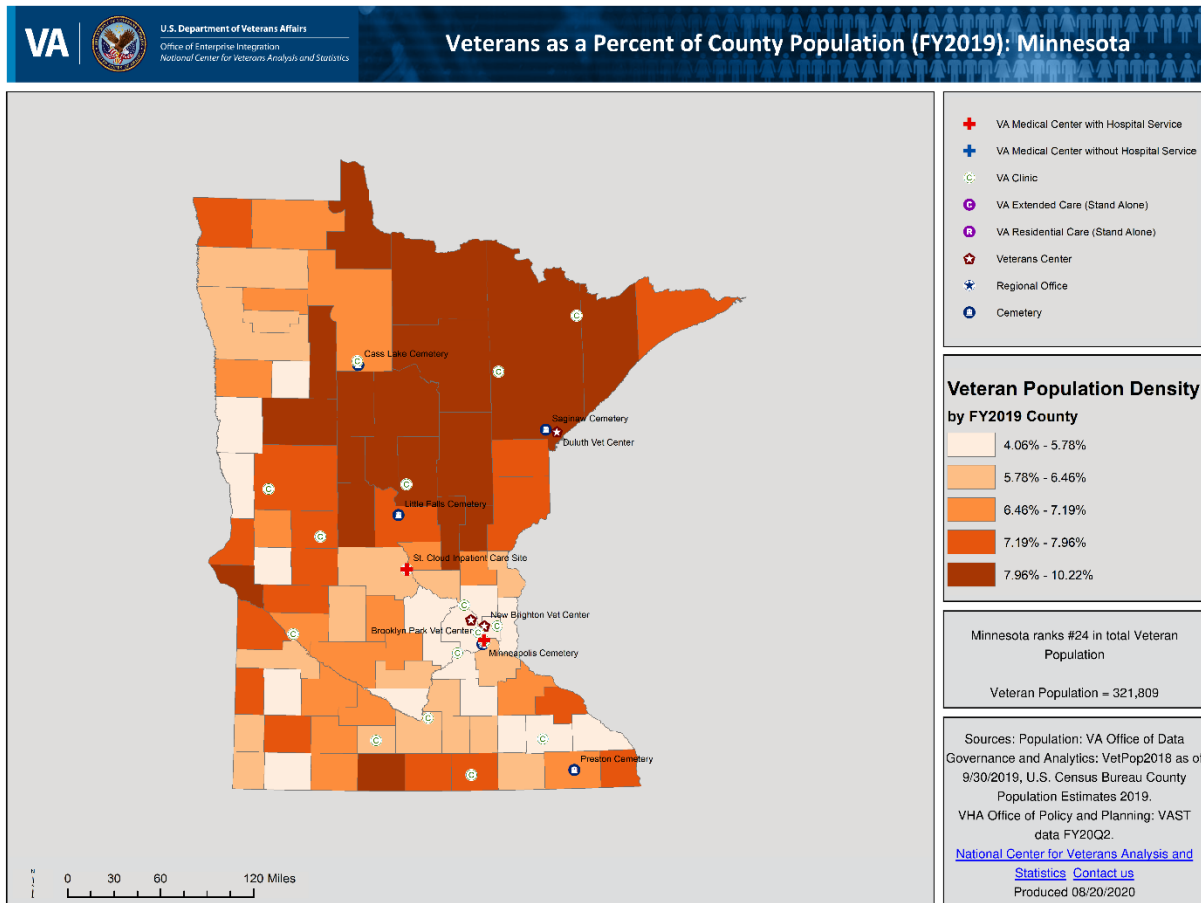 VA
U.S. Department of Veterans Affairs
Office of Enterprise Integration
National Center for Veterans Analysis and Statistics
Veterans as a Percent of County Population (FY2019): Minnesota
VA Medical Center with Hospital Service
VA Medical Center without Hospital Service
C VA Clinic
C VA Extended Care (Stand Alone)
R VA Residential Care (Stand Alone)
Veterans Center
Regional Office
Cemetery
Veteran Population Density
by FY2019 County
4.06% - 5.78%
5.78% - 6.46%
6.46% - 7.19%
7.19% - 7.96%
7.96% - 10.22%
Minnesota ranks #24 in total Veteran
Population
Veteran Population = 321,809
Sources: Population: VA Office of Data
Governance and Analytics: VetPop2018 as of
9/30/2019, U.S. Census Bureau County
Population Estimates 2019.
VHA Office of Policy and Planning: VAST
data FY20Q2.
National Center for Veterans Analysis and
Statistics Contact us
Produced 08/20/2020
C
C
Cass Lake Cemetery
C
Saginaw Cemetery
Duluth Vet Center
C
C
Little Falls Cemetery
C
St. Cloud Inpatient Care Site
C
New Brighton Vet Center
C
Brooklyn Park Vet Center
C
C
Minneapolis Cemetery
C
C
C
C
Preston Cemetery
C
0 30 60 120 Miles